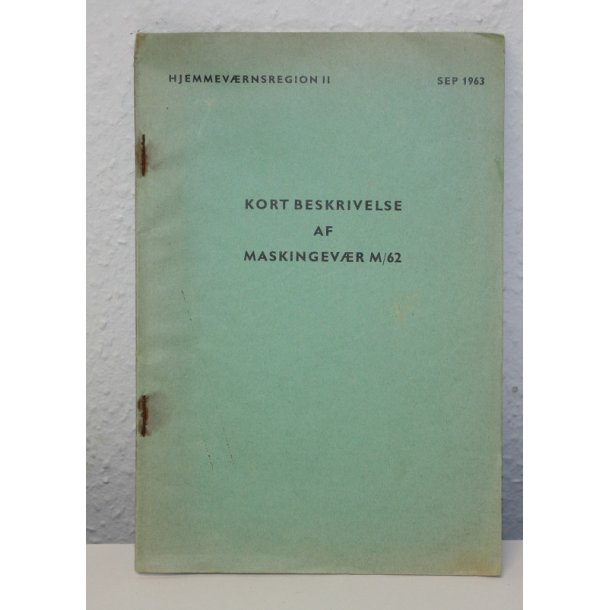 HJEMMEVÆRNSREGION II SEP 1963
KORT BESKRIVELSE
AF
MASKINGEVÆR M/62